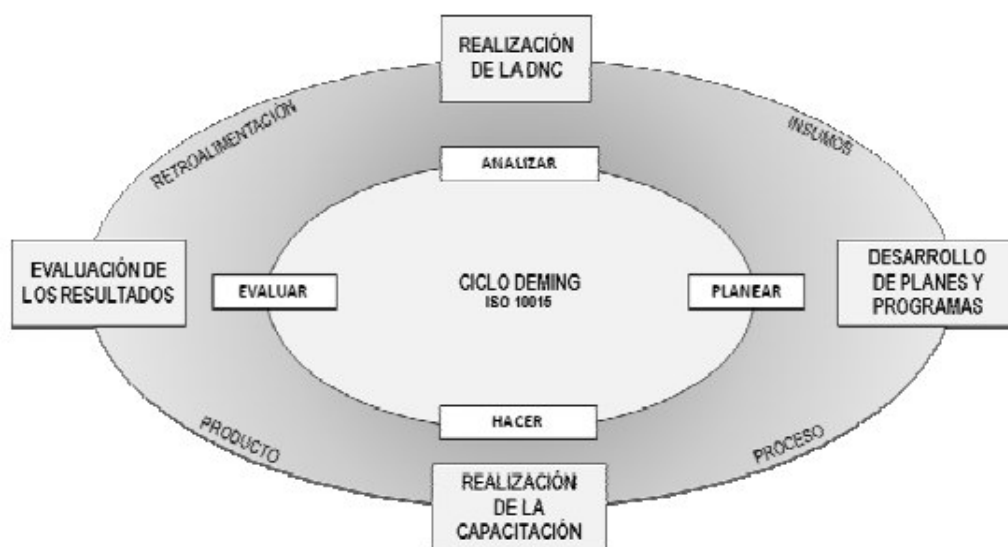 REALIZACIÓN
DE LA DNC
RETROALIMENTACIÓN
INSUMOS
ANALIZAR
EVALUACIÓN DE
LOS RESULTADOS
EVALUAR
CICLO DEMING
ISO 10015
PLANEAR
DESARROLLO
DE PLANES Y
PROGRAMAS
HACER
PRODUCTO
PROCESO
REALIZACIÓN
DE LA
CAPACITACIÓN